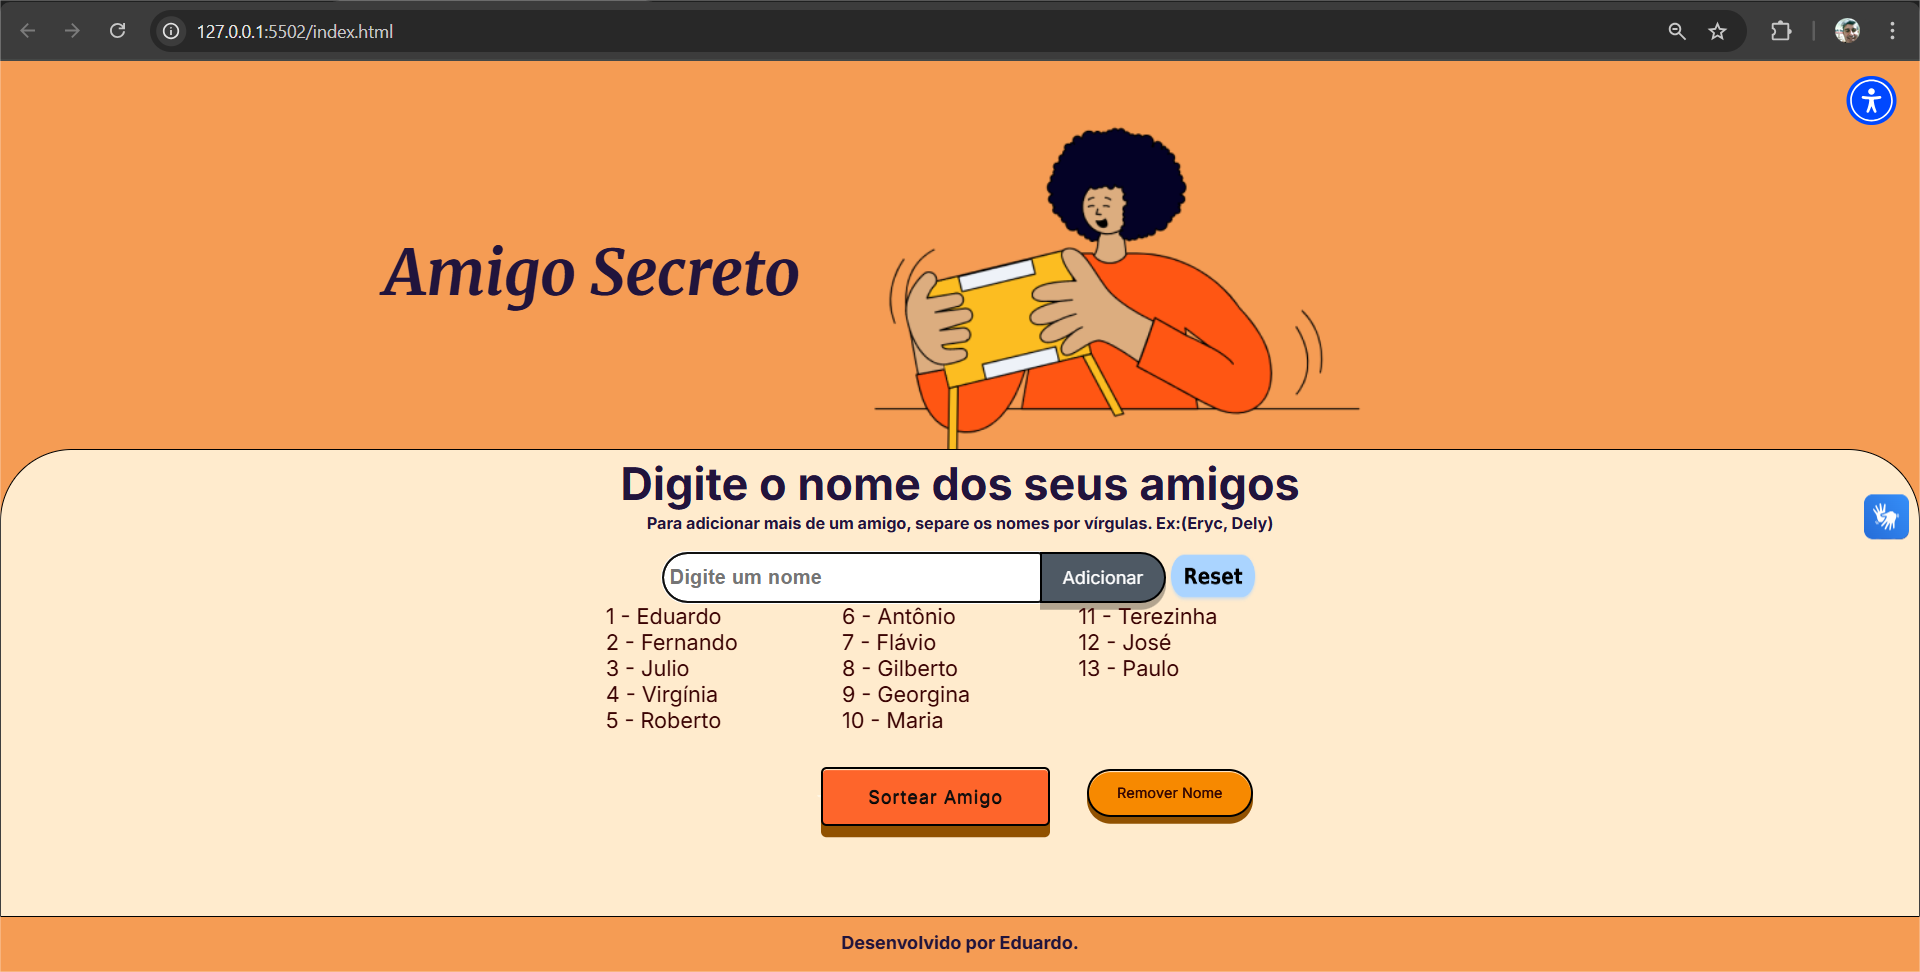 127.0.0.1:5502/index.html
Amigo Secreto
Digite o nome dos seus amigos
Para adicionar mais de um amigo, separe os nomes por vírgulas. Ex:(Eryc, Dely)
Digite um nome
Adicionar
Reset
1 - Eduardo
2 - Fernando
3 - Julio
4 - Virgínia
5 - Roberto
6 - Antônio
7 - Flávio
8 - Gilberto
9 - Georgina
10 - Maria
11 - Terezinha
12 - José
13 - Paulo
Sortear Amigo
Remover Nome
Desenvolvido por Eduardo.